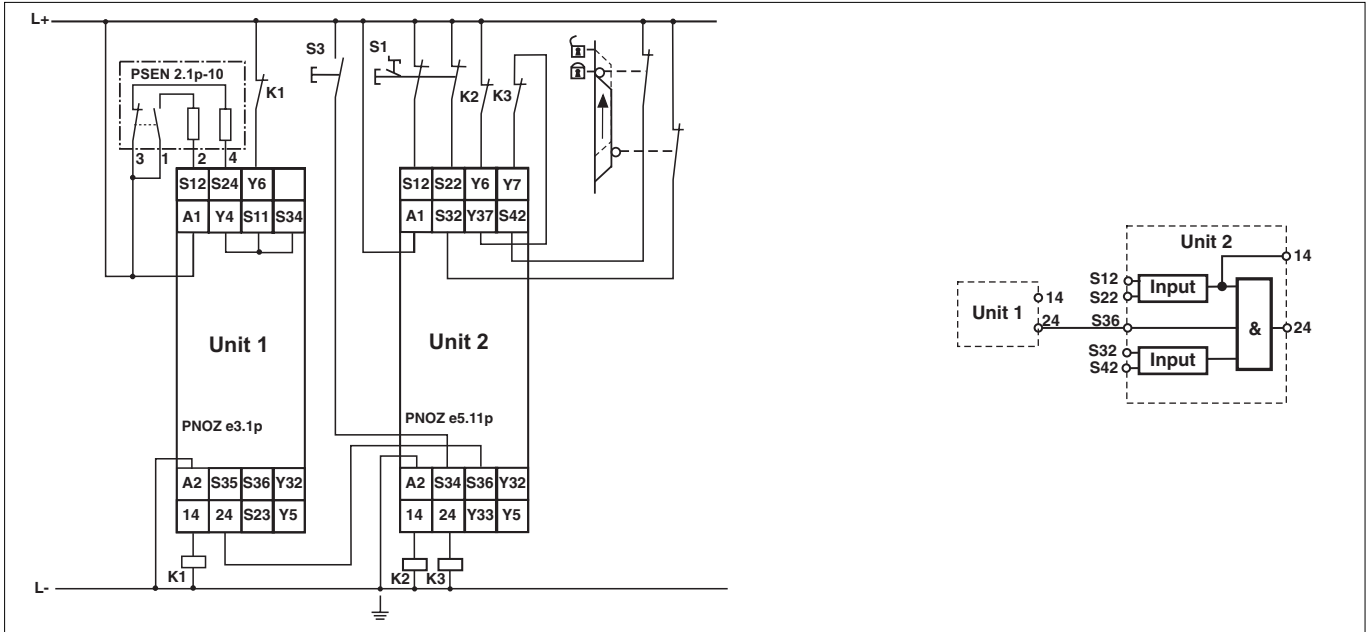 L+
PSEN 2.1p-10
K1
S3
S1
K2 K3
3 1 2 4
S12 S24 Y6
A1 Y4 S11 S34
Unit 1
PNOZ e3.1p
A2 S35 S36 Y32
14 24 S23 Y5
K1
S12 S22 Y6 Y7
A1 S32 Y37 S42
Unit 2
PNOZ e5.11p
A2 S34 S36 Y32
14 24 Y33 Y5
K2 K3
L-
Unit 1
14
24
Unit 2
S12
S22
Input
14
S36
&
24
S32
S42
Input